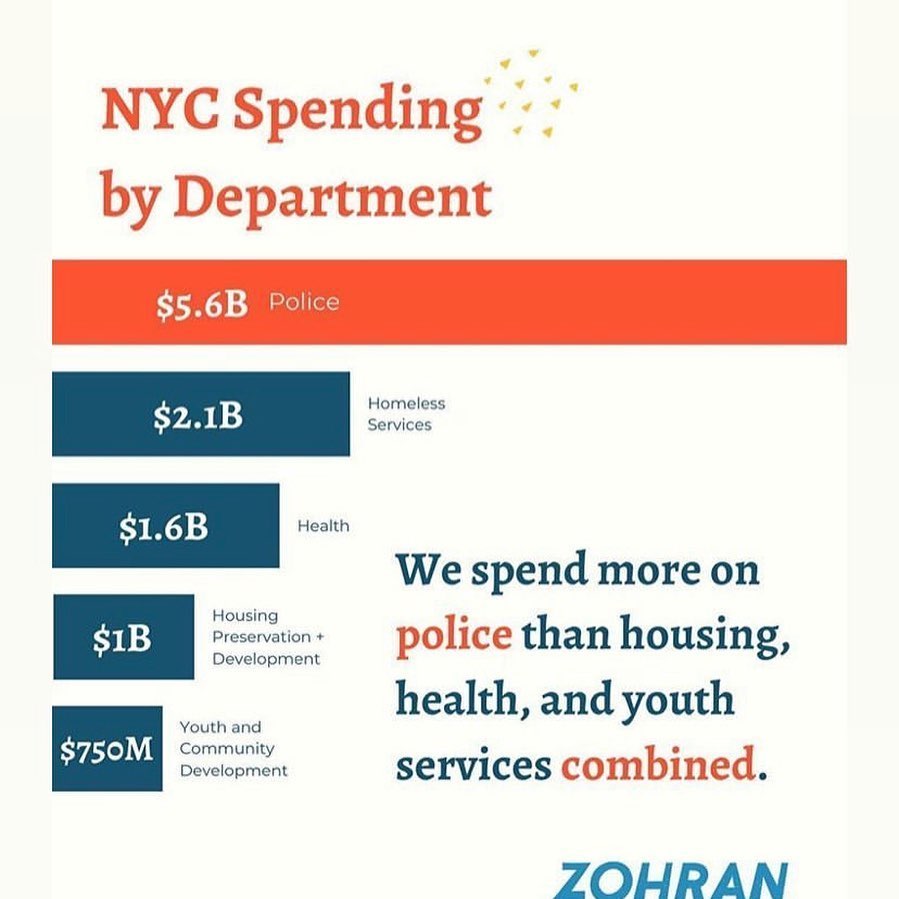 NYC Spending
by Department
$5.6B Police
$2.1B
Homeless
Services
$1.6B
Health
$1B
Housing
Preservation +
Development
$750M
Youth and
Community
Development
We spend more on
police than housing,
health, and youth
services combined.
ZOHRAN